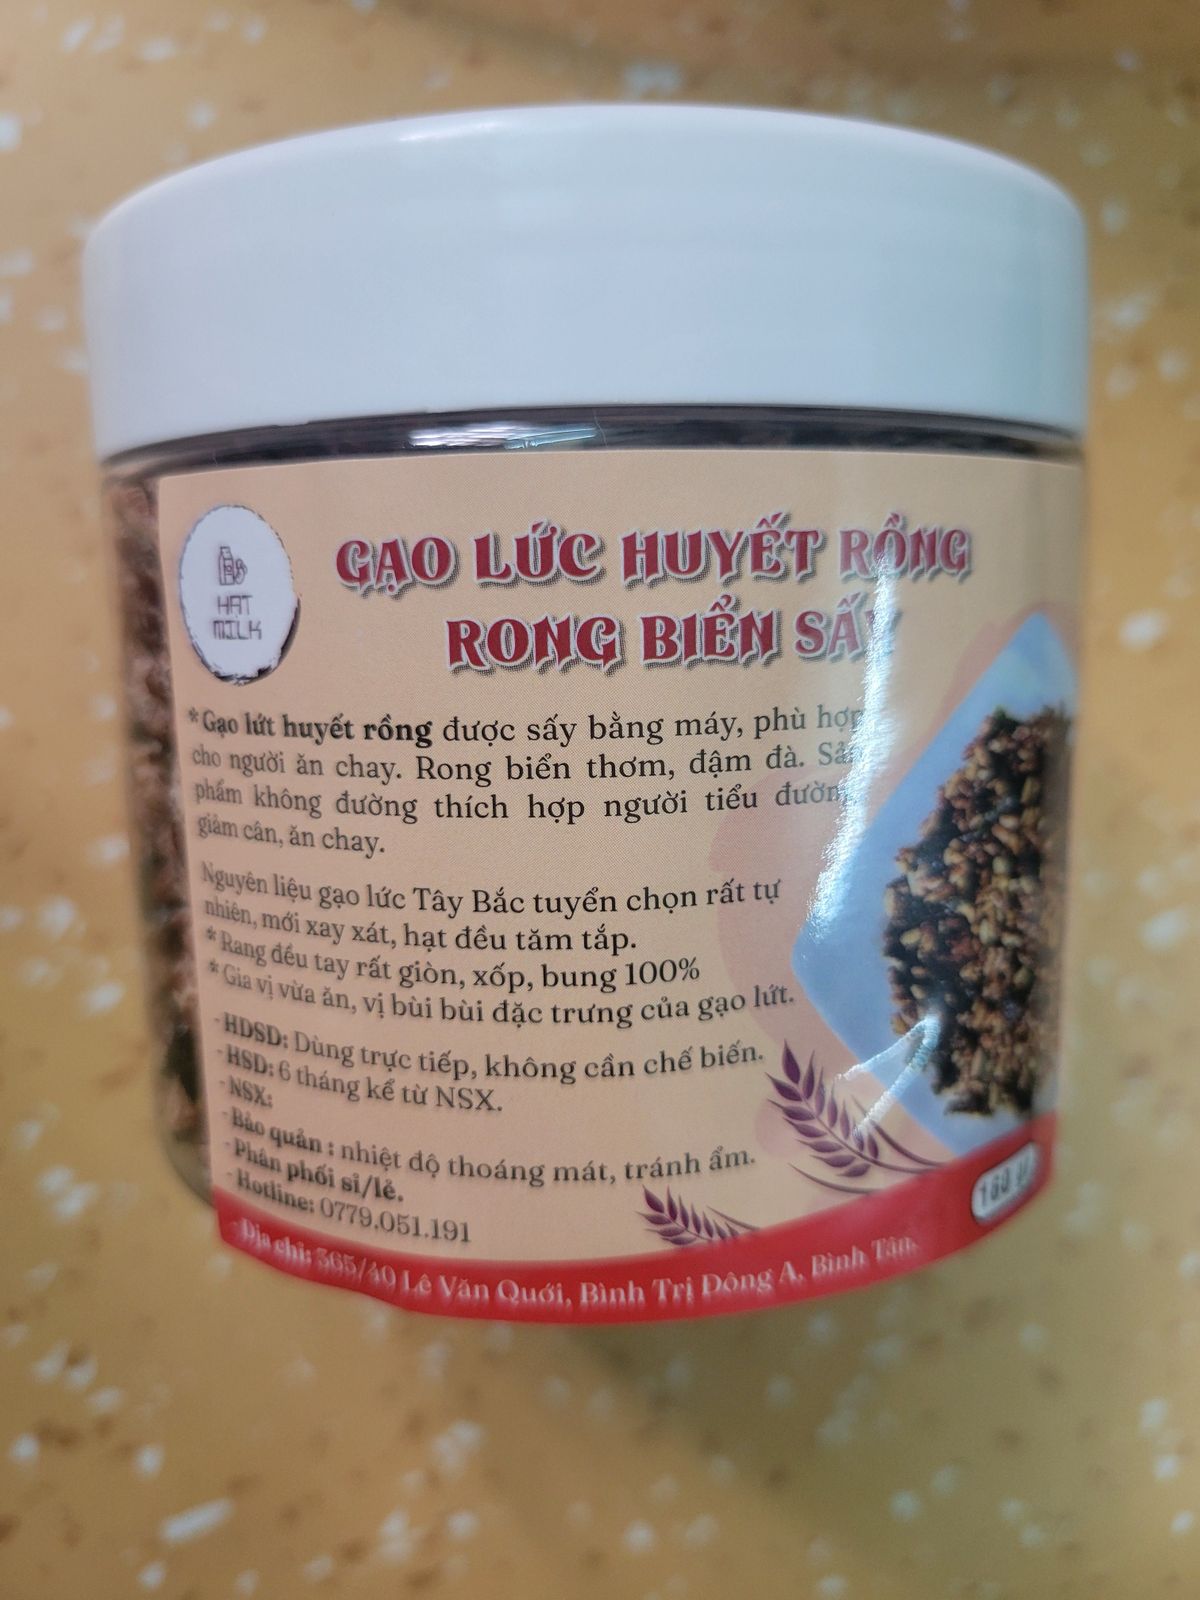 HAT
MILK
GẠO LỨC HUYẾT RỒNG
RONG BIỂN SẤY
*Gạo lứt huyết rồng được sấy bằng máy, phù hợp
cho người ăn chay. Rong biển thơm, đậm đà. Sản
phẩm không đường thích hợp người tiểu đường,
giảm cân, ăn chay.
Nguyên liệu gạo lức Tây Bắc tuyển chọn rất tự
nhiên, mới xay xát, hạt đều tăm tắp.
*Rang đều tay rất giòn, xốp, bung 100%
*Gia vị vừa ăn, vị bùi bùi đặc trưng của gạo lứt.
-HDSD: Dùng trực tiếp, không cần chế biến.
-HSD: 6 tháng kể từ NSX.
-NSX:
-Bảo quản : nhiệt độ thoáng mát, tránh ẩm.
-Phân phối sỉ/lẻ.
-Hotline: 0779.051.191
-Địa chỉ: 365/40 Lê Văn Quới, Bình Trị Đông A, Bình Tân.